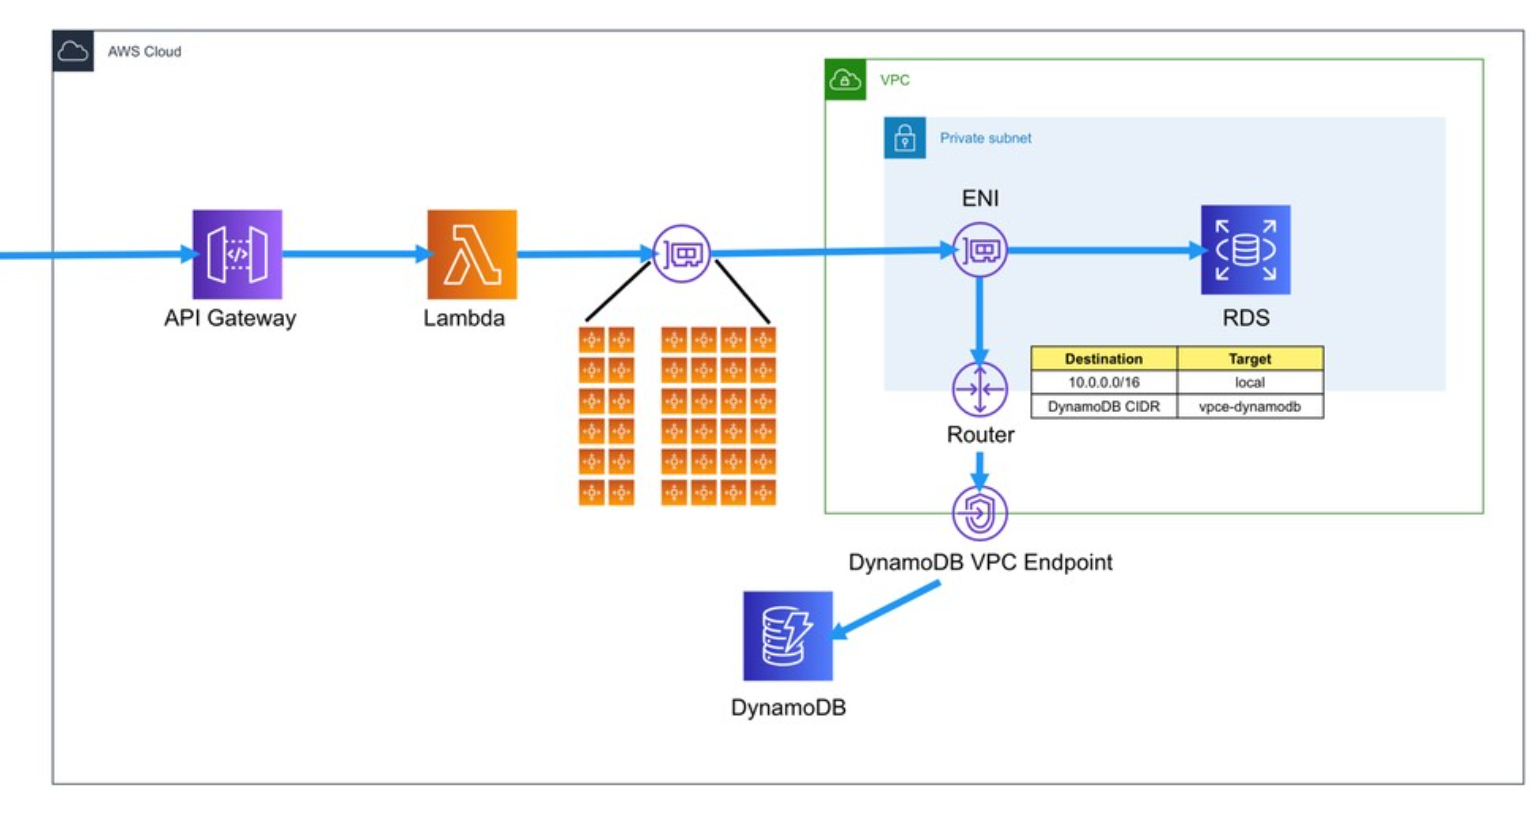 AWS Cloud
VPC
Private subnet
ENI
API Gateway
Lambda
RDS
Destination Target
10.0.0.0/16 local
DynamoDB CIDR vpce-dynamodb
Router
DynamoDB VPC Endpoint
DynamoDB